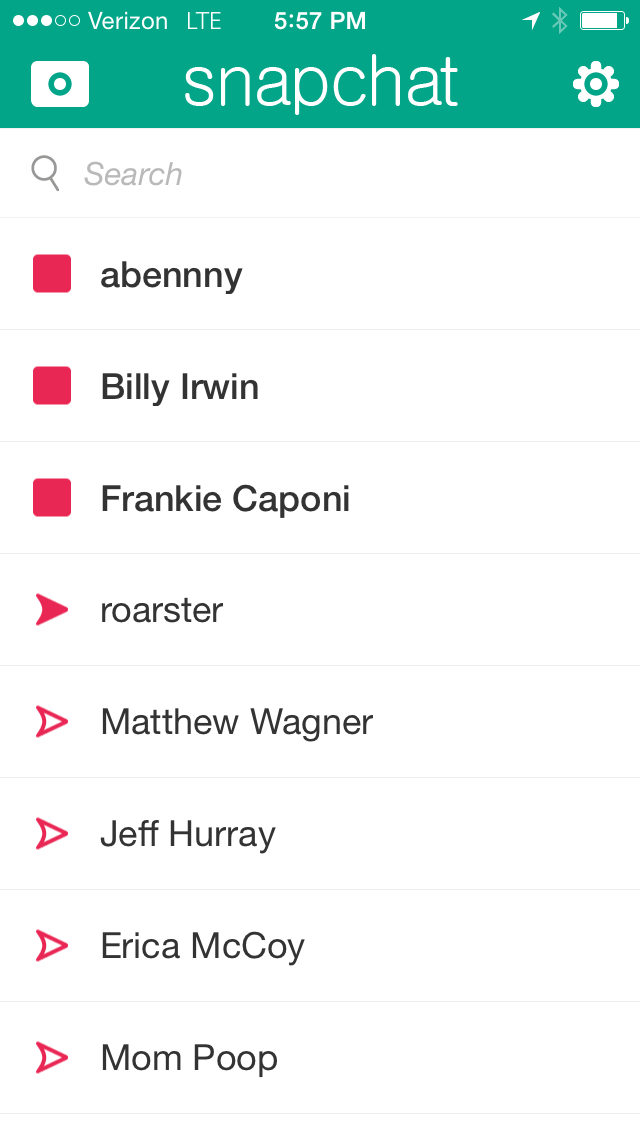 Verizon LTE 5:57 PM
snapchat
Search
abennny
Billy Irwin
Frankie Caponi
roarster
Matthew Wagner
Jeff Hurray
Erica McCoy
Mom Poop